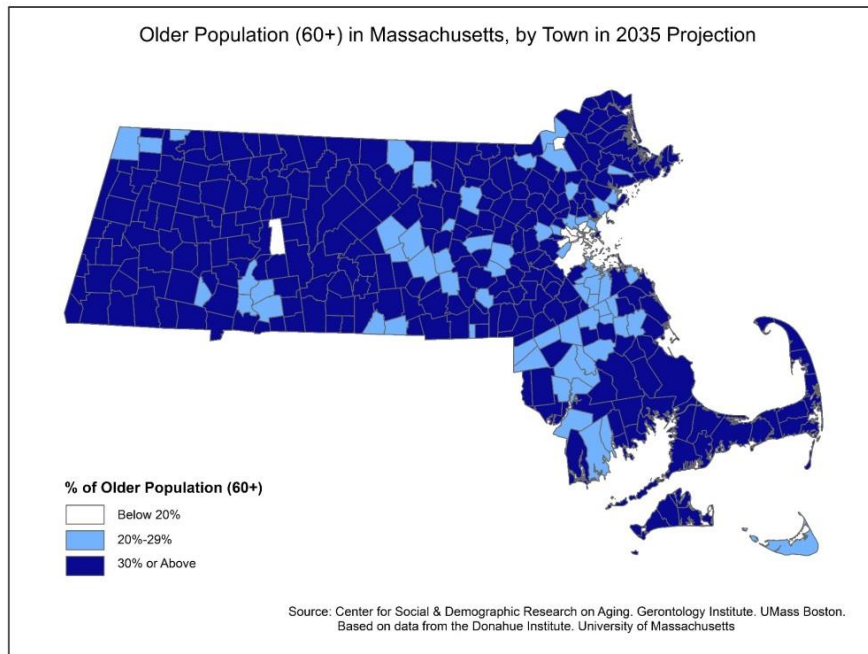 Older Population (60+) in Massachusetts, by Town in 2035 Projection
% of Older Population (60+)
Below 20%
20%-29%
30% or Above
Source: Center for Social & Demographic Research on Aging. Gerontology Institute. UMass Boston.
Based on data from the Donahue Institute. University of Massachusetts